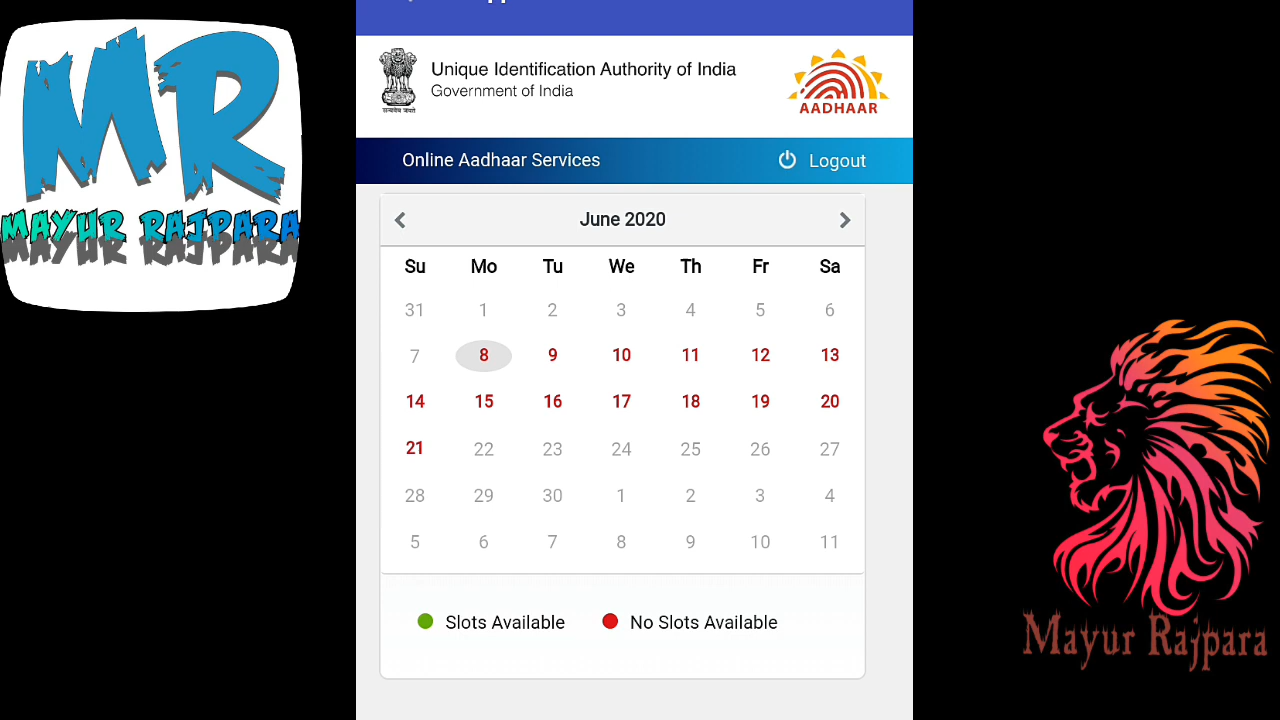 MR
MAYUR RAJPARA
Unique Identification Authority of India
Government of India
सत्यमेव जयते
AADHAAR
Online Aadhaar Services
Logout
June 2020
Su Mo Tu We Th Fr Sa
31 1 2 3 4 5 6
7 8 9 10 11 12 13
14 15 16 17 18 19 20
21 22 23 24 25 26 27
28 29 30 1 2 3 4
5 6 7 8 9 10 11
Slots Available No Slots Available
Mayur Rajpara